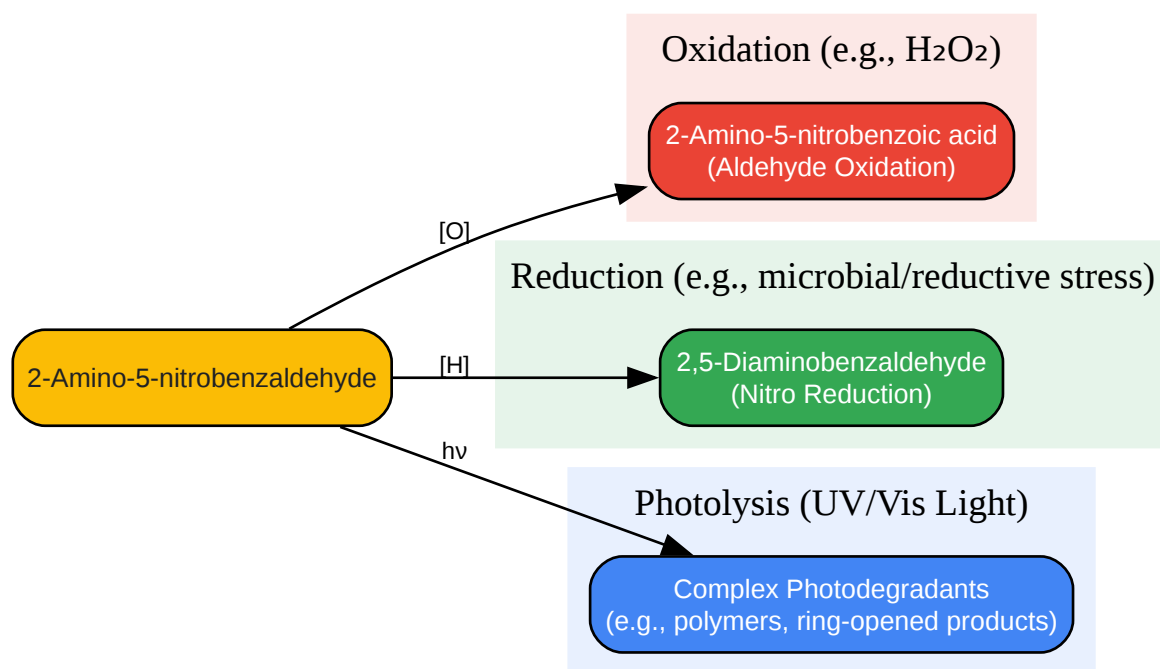 Oxidation (e.g., H₂O₂)
2-Amino-5-nitrobenzoic acid
(Aldehyde Oxidation)
[O]
Reduction (e.g., microbial/reductive stress)
2-Amino-5-nitrobenzaldehyde
[H]
2,5-Diaminobenzaldehyde
(Nitro Reduction)
hν
Photolysis (UV/Vis Light)
Complex Photodegradants
(e.g., polymers, ring-opened products)